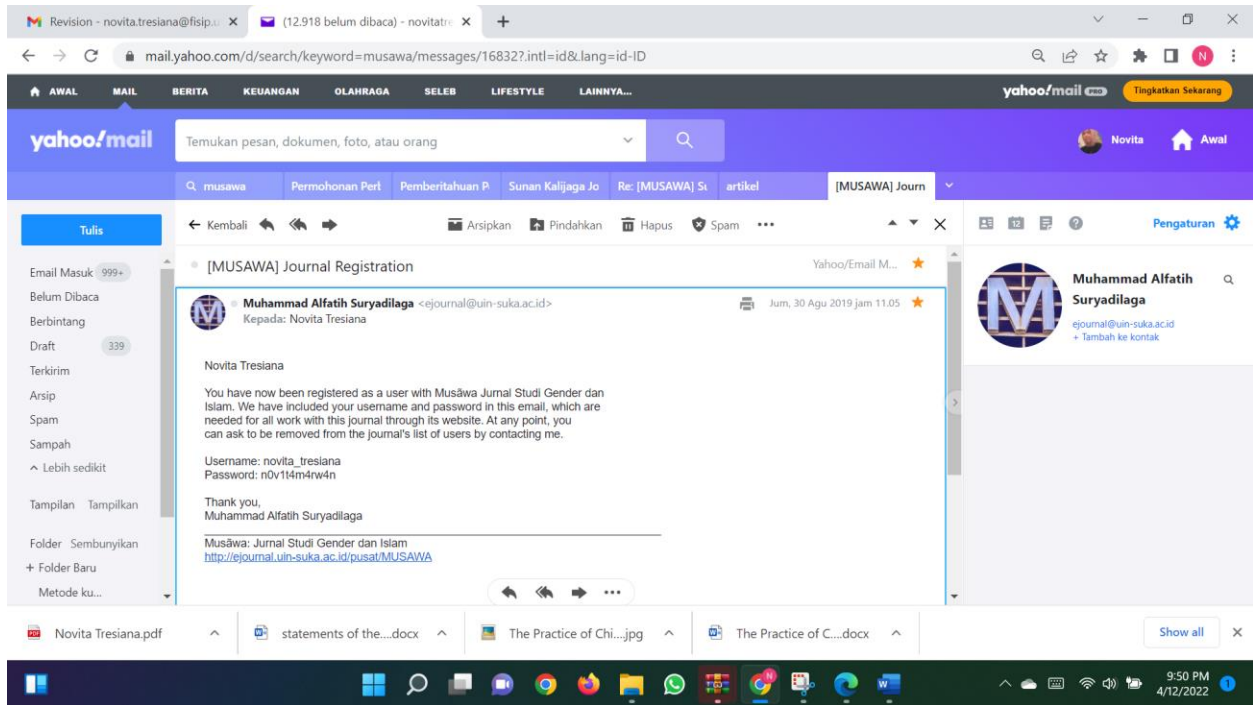 Revision - novita.tresiana@fisip.u
(12.918 belum dibaca) - novitatre
mail.yahoo.com/d/search/keyword=musawa/messages/16832?.intl=id&.lang=id-ID
N
AWAL MAIL BERITA KEUANGAN OLAHRAGA SELEB LIFESTYLE LAINNYA...
yahoo!mail PRO Tingkatkan Sekarang
yahoo!mail
Temukan pesan, dokumen, foto, atau orang
Novita Awal
musawa Permohonan Perl Pemberitahuan P Sunan Kalijaga Jo Re: [MUSAWA] Su artikel [MUSAWA] Journ
Tulis
Kembali Arsipkan Pindahkan Hapus Spam
12
Pengaturan
Email Masuk 999+
Belum Dibaca
Berbintang
Draft 339
Terkirim
Arsip
Spam
Sampah
Lebih sedikit
Tampilan Tampilkan
Folder Sembunyikan
+ Folder Baru
Metode ku...
[MUSAWA] Journal Registration
Yahoo/Email M...
Muhammad Alfatih Suryadilaga <ejournal@uin-suka.ac.id>
Jum, 30 Agu 2019 jam 11.05
Kepada: Novita Tresiana
Novita Tresiana
You have now been registered as a user with Musãwa Jurnal Studi Gender dan
Islam. We have included your username and password in this email, which are
needed for all work with this journal through its website. At any point, you
can ask to be removed from the journal's list of users by contacting me.
Username: novita_tresiana
Password: n0v1t4m4rw4n
Thank you,
Muhammad Alfatih Suryadilaga
Musãwa: Jurnal Studi Gender dan Islam
http://ejournal.uin-suka.ac.id/pusat/MUSAWA
M
Muhammad Alfatih
Suryadilaga
ejournal@uin-suka.ac.id
+ Tambah ke kontak
Novita Tresiana.pdf
statements of the....docx
The Practice of Chi....jpg
The Practice of C....docx
Show all
9:50 PM
4/12/2022
1